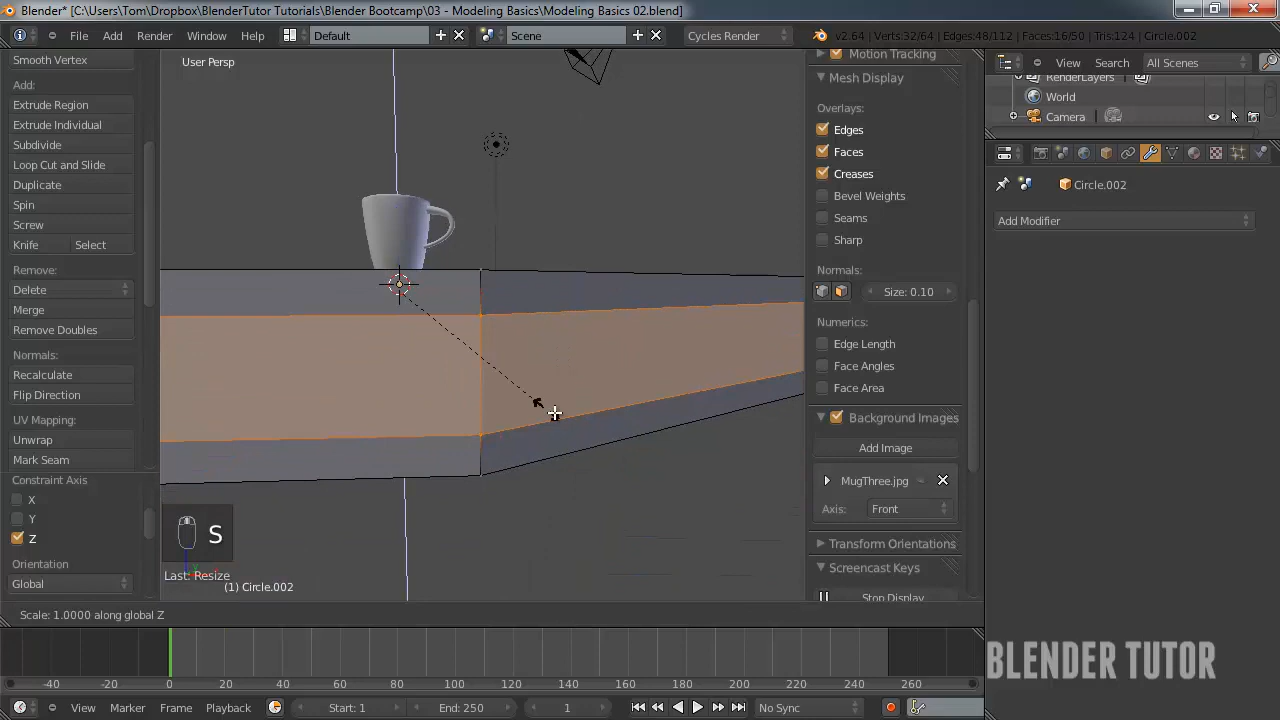 Blender* [C:\Users\Tom\Dropbox\BlenderTutor Tutorials\Blender Bootcamp\03 - Modeling Basics\Modeling Basics 02.blend]
File Add Render Window Help Default Scene Cycles Render v2.64 | Verts:32/64 | Edges:48/112 | Faces:16/50 | Tris:124 | Circle.002
Smooth Vertex
Add:
Extrude Region
Extrude Individual
Subdivide
Loop Cut and Slide
Duplicate
Spin
Screw
Knife Select
Remove:
Delete
Merge
Remove Doubles
Normals:
Recalculate
Flip Direction
UV Mapping:
Unwrap
Mark Seam
Constraint Axis
X
Y
Z
Orientation
Global
User Persp
S
Last: Resize
(1) Circle.002
Scale: 1.0000 along global Z
Motion Tracking
Mesh Display
Overlays:
Edges
Faces
Creases
Bevel Weights
Seams
Sharp
Normals:
Size: 0.10
Numerics:
Edge Length
Face Angles
Face Area
Background Images
Add Image
MugThree.jpg
Axis: Front
Transform Orientations
Screencast Keys
Stop Display
View Search All Scenes
RenderLayers
World
Camera
Circle.002
Add Modifier
-40 -20 0 20 40 60 80 100 120 140 160 180 200 220 240 260
View Marker Frame Playback Start: 1 End: 250 1 No Sync
BLENDER TUTOR